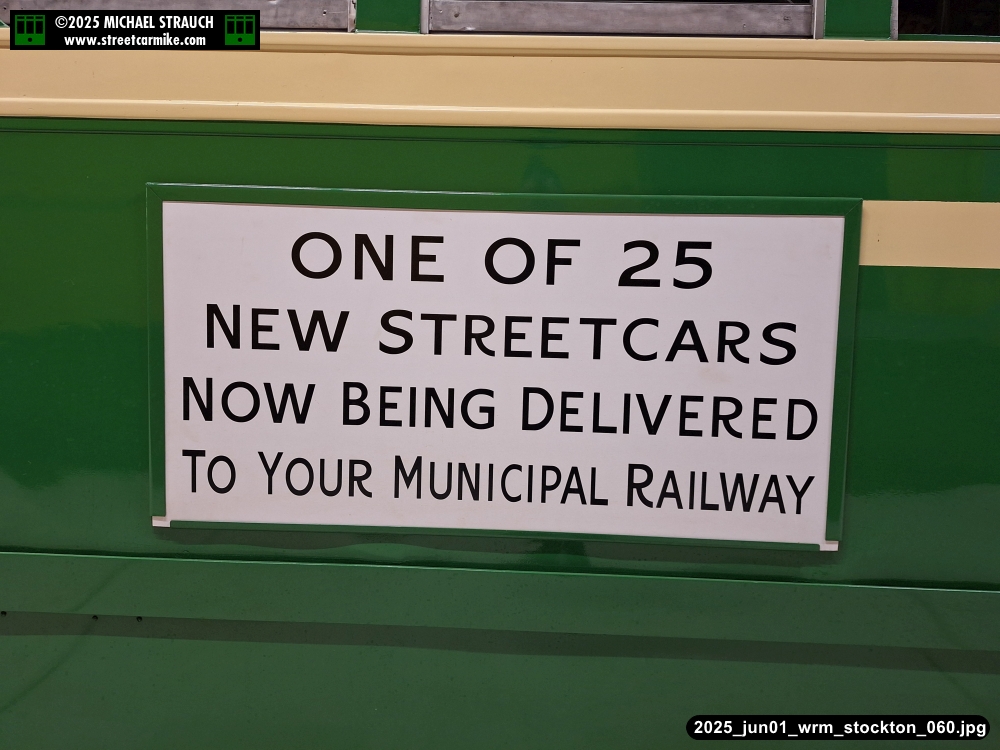 ©2025 MICHAEL STRAUCH
www.streetcarmike.com
ONE OF 25
NEW STREETCARS
NOW BEING DELIVERED
TO YOUR MUNICIPAL RAILWAY
2025_jun01_wrm_stockton_060.jpg